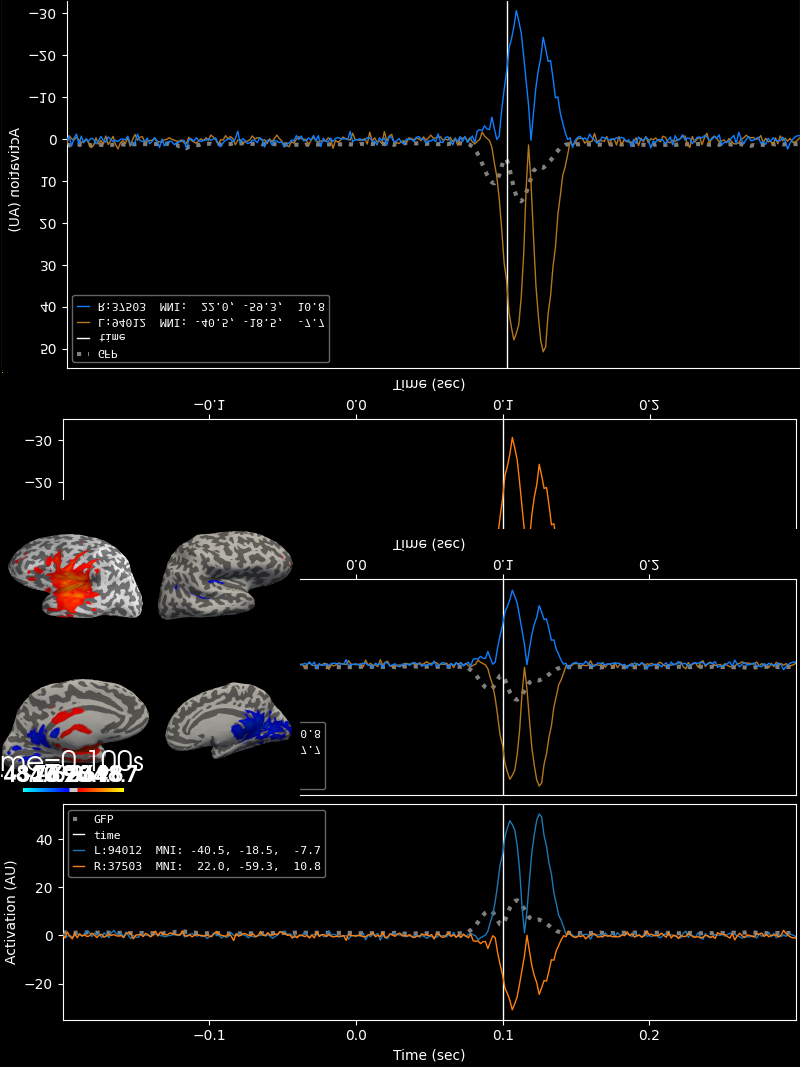 -30
-20
-10
0
10
20
30
40
50
Activation (AU)
R:37503 MNI: 22.0, -59.3, 10.8
L:94012 MNI: -40.5, -18.5, -7.7
time
GFP
Time (sec)
-0.1 0.0 0.1 0.2
-30
-20
Time (sec)
0.0 0.1 0.2
0.8
7.7
me=0.100s
40
20
0
-20
Activation (AU)
GFP
time
L:94012 MNI: -40.5, -18.5, -7.7
R:37503 MNI: 22.0, -59.3, 10.8
-0.1 0.0 0.1 0.2
Time (sec)